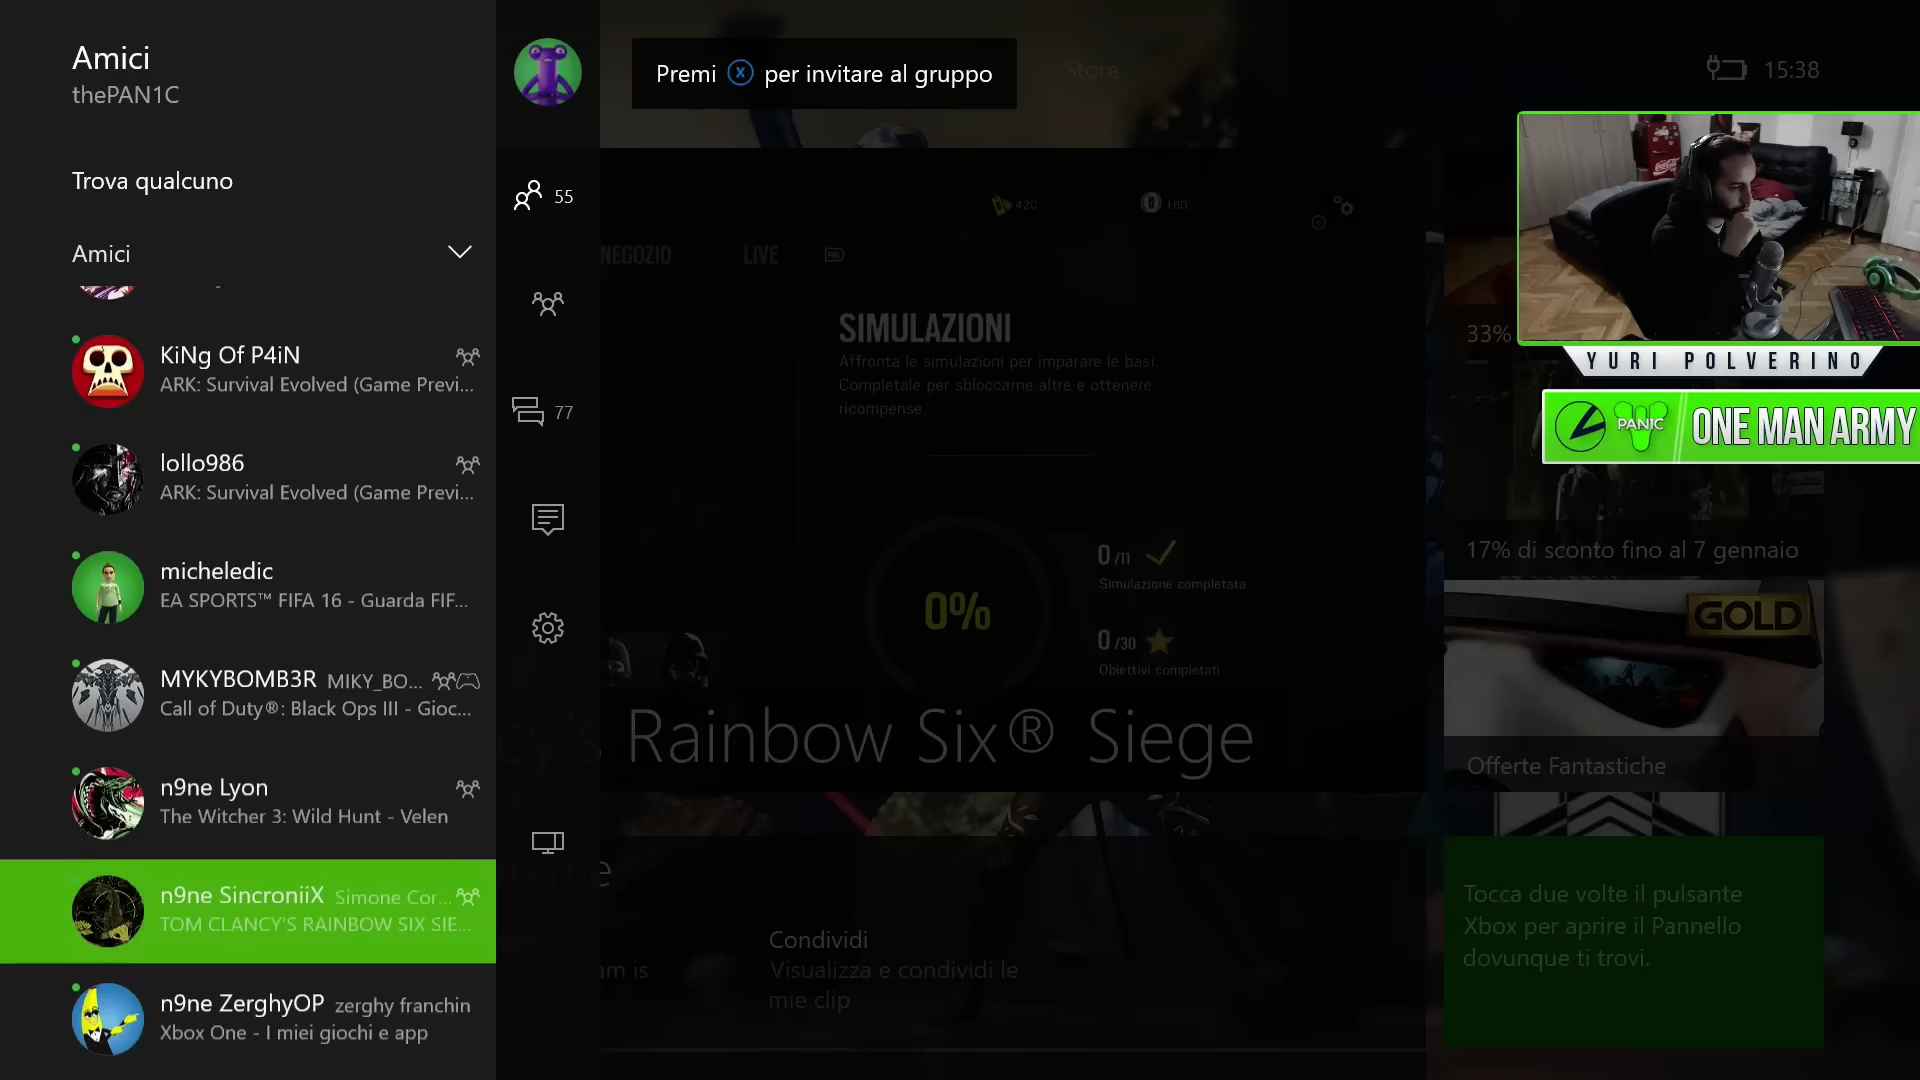 Amici
thePAN1C
Trova qualcuno
Amici
KiNg Of P4iN
ARK: Survival Evolved (Game Previ...
lollo986
ARK: Survival Evolved (Game Previ...
micheledic
EA SPORTS™ FIFA 16 - Guarda FIF...
MYKYBOMB3R MIKY_BO...
Call of Duty®: Black Ops III - Gioc...
n9ne Lyon
The Witcher 3: Wild Hunt - Velen
n9ne SincroniiX Simone Cor...
TOM CLANCY'S RAINBOW SIX SIE...
n9ne ZerghyOP zerghy franchin
Xbox One - I miei giochi e app
55
77
Premi X per invitare al gruppo
Store
15:38
420
180
NEGOZIO
LIVE
SIMULAZIONI
Affronta le simulazioni per imparare le basi.
Completale per sbloccarne altre e ottenere
ricompense.
0%
0/11
Simulazione completata
0/30
Obiettivi completati
cy's Rainbow Six® Siege
Condividi
Visualizza e condividi le
mie clip
am is
YURI POLVERINO
PANIC
ONE MAN ARMY
33%
17% di sconto fino al 7 gennaio
GOLD
Offerte Fantastiche
Tocca due volte il pulsante
Xbox per aprire il Pannello
dovunque ti trovi.